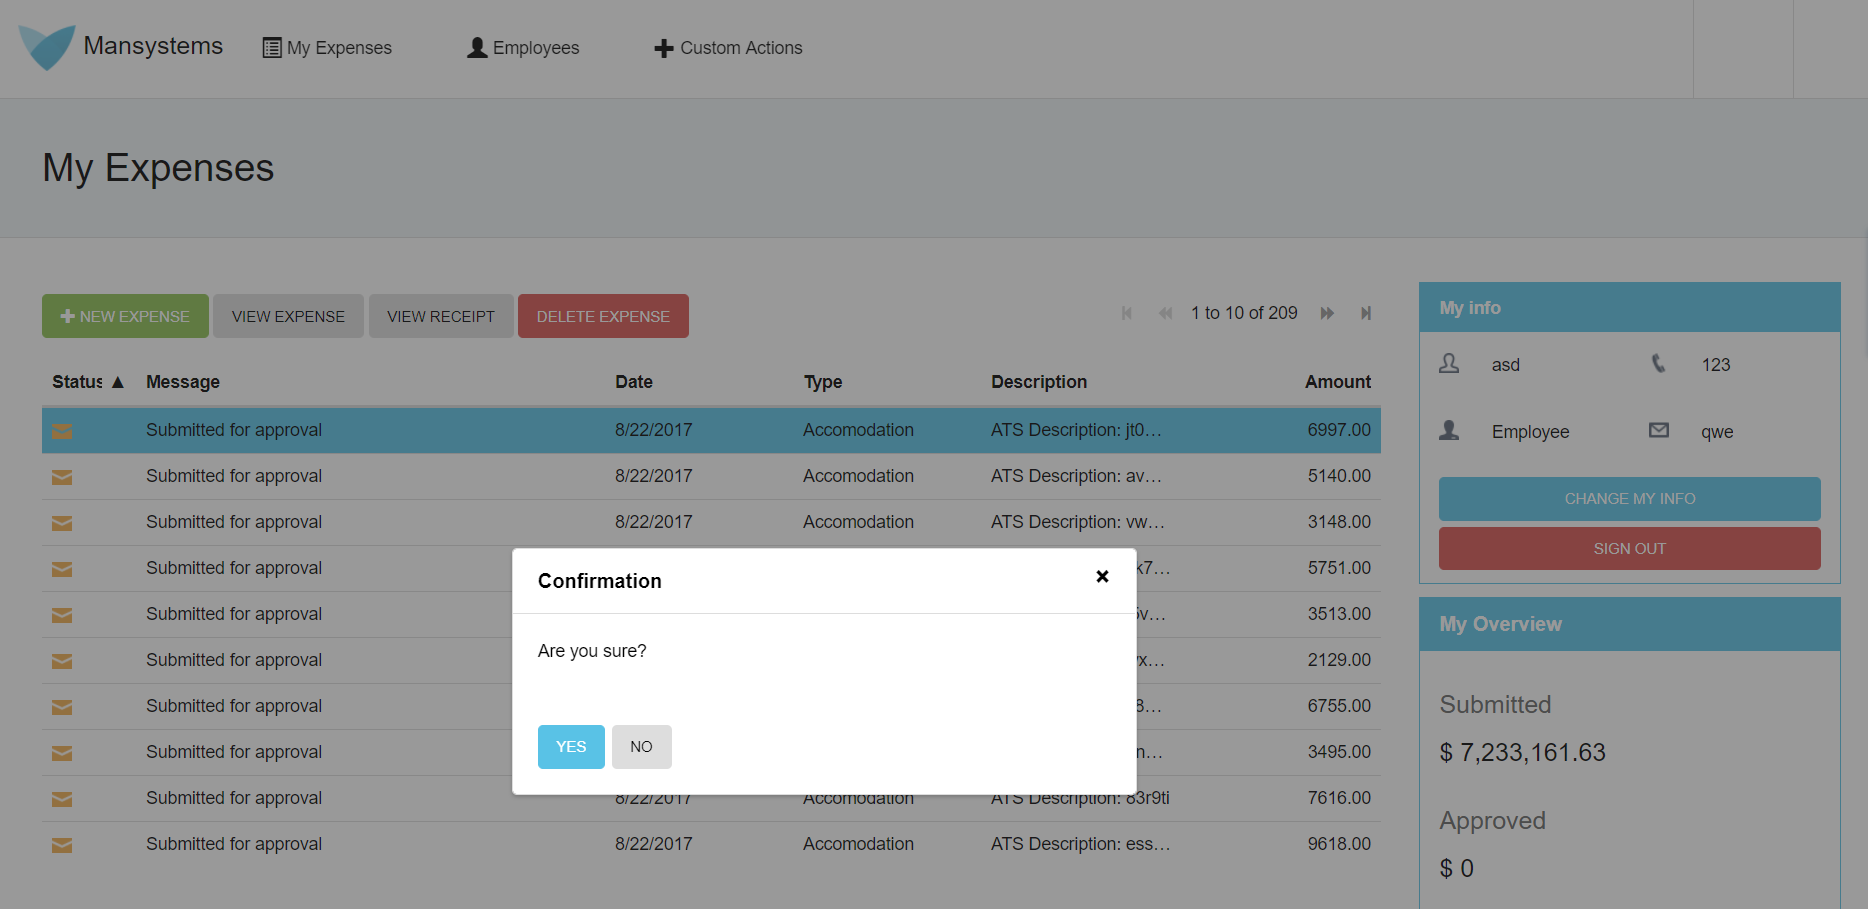 Mansystems My Expenses Employees Custom Actions
My Expenses
NEW EXPENSE VIEW EXPENSE VIEW RECEIPT DELETE EXPENSE 1 to 10 of 209
Status ▲ Message Date Type Description Amount
Submitted for approval 8/22/2017 Accomodation ATS Description: jt0… 6997.00
Submitted for approval 8/22/2017 Accomodation ATS Description: av… 5140.00
Submitted for approval 8/22/2017 Accomodation ATS Description: vw… 3148.00
Submitted for approval k7… 5751.00
Submitted for approval v… 3513.00
Submitted for approval x… 2129.00
Submitted for approval 8… 6755.00
Submitted for approval n… 3495.00
Submitted for approval 8/22/2017 Accomodation ATS Description: 83r9ti 7616.00
Submitted for approval 8/22/2017 Accomodation ATS Description: ess… 9618.00
Confirmation
Are you sure?
YES NO
My info
asd 123
Employee qwe
CHANGE MY INFO
SIGN OUT
My Overview
Submitted
$ 7,233,161.63
Approved
$ 0